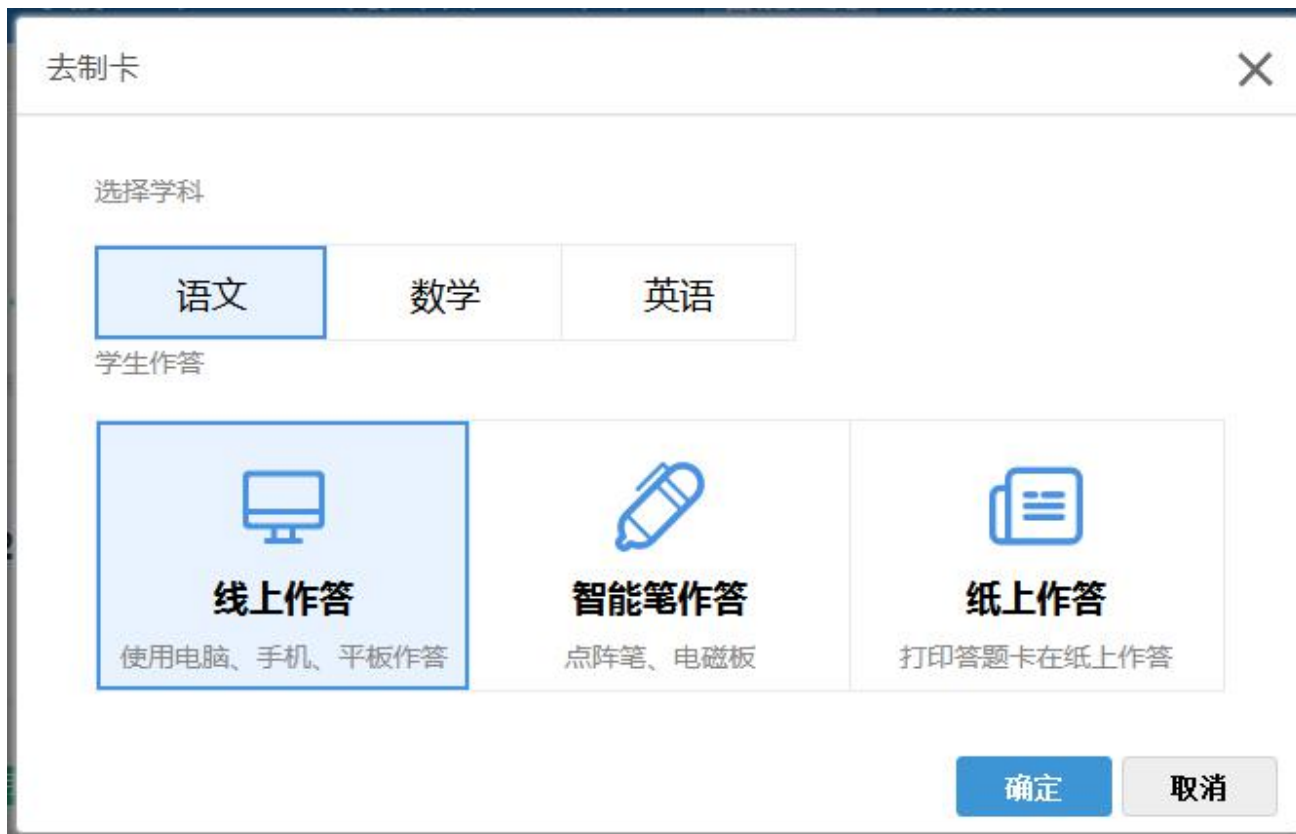 去制卡
选择学科
语文 数学 英语
学生作答
线上作答 智能笔作答 纸上作答
使用电脑、手机、平板作答 点阵笔、电磁板 打印答题卡在纸上作答
确定 取消